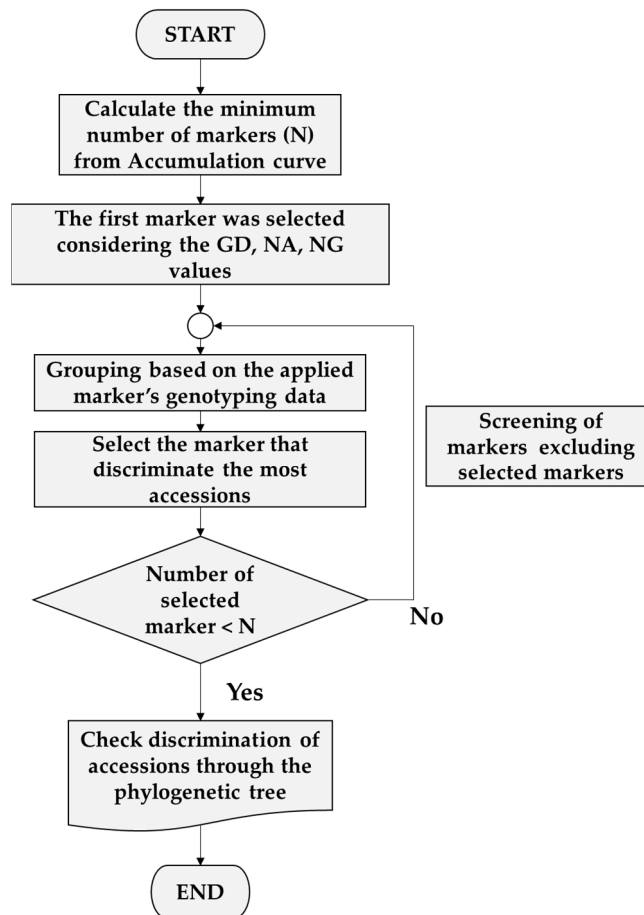 START
Calculate the minimum
number of markers (N)
from Accumulation curve
The first marker was selected
considering the GD, NA, NG
values
Grouping based on the applied
marker's genotyping data
Select the marker that
discriminate the most
accessions
Screening of
markers excluding
selected markers
Number of
selected
marker < N
No
Yes
Check discrimination of
accessions through the
phylogenetic tree
END